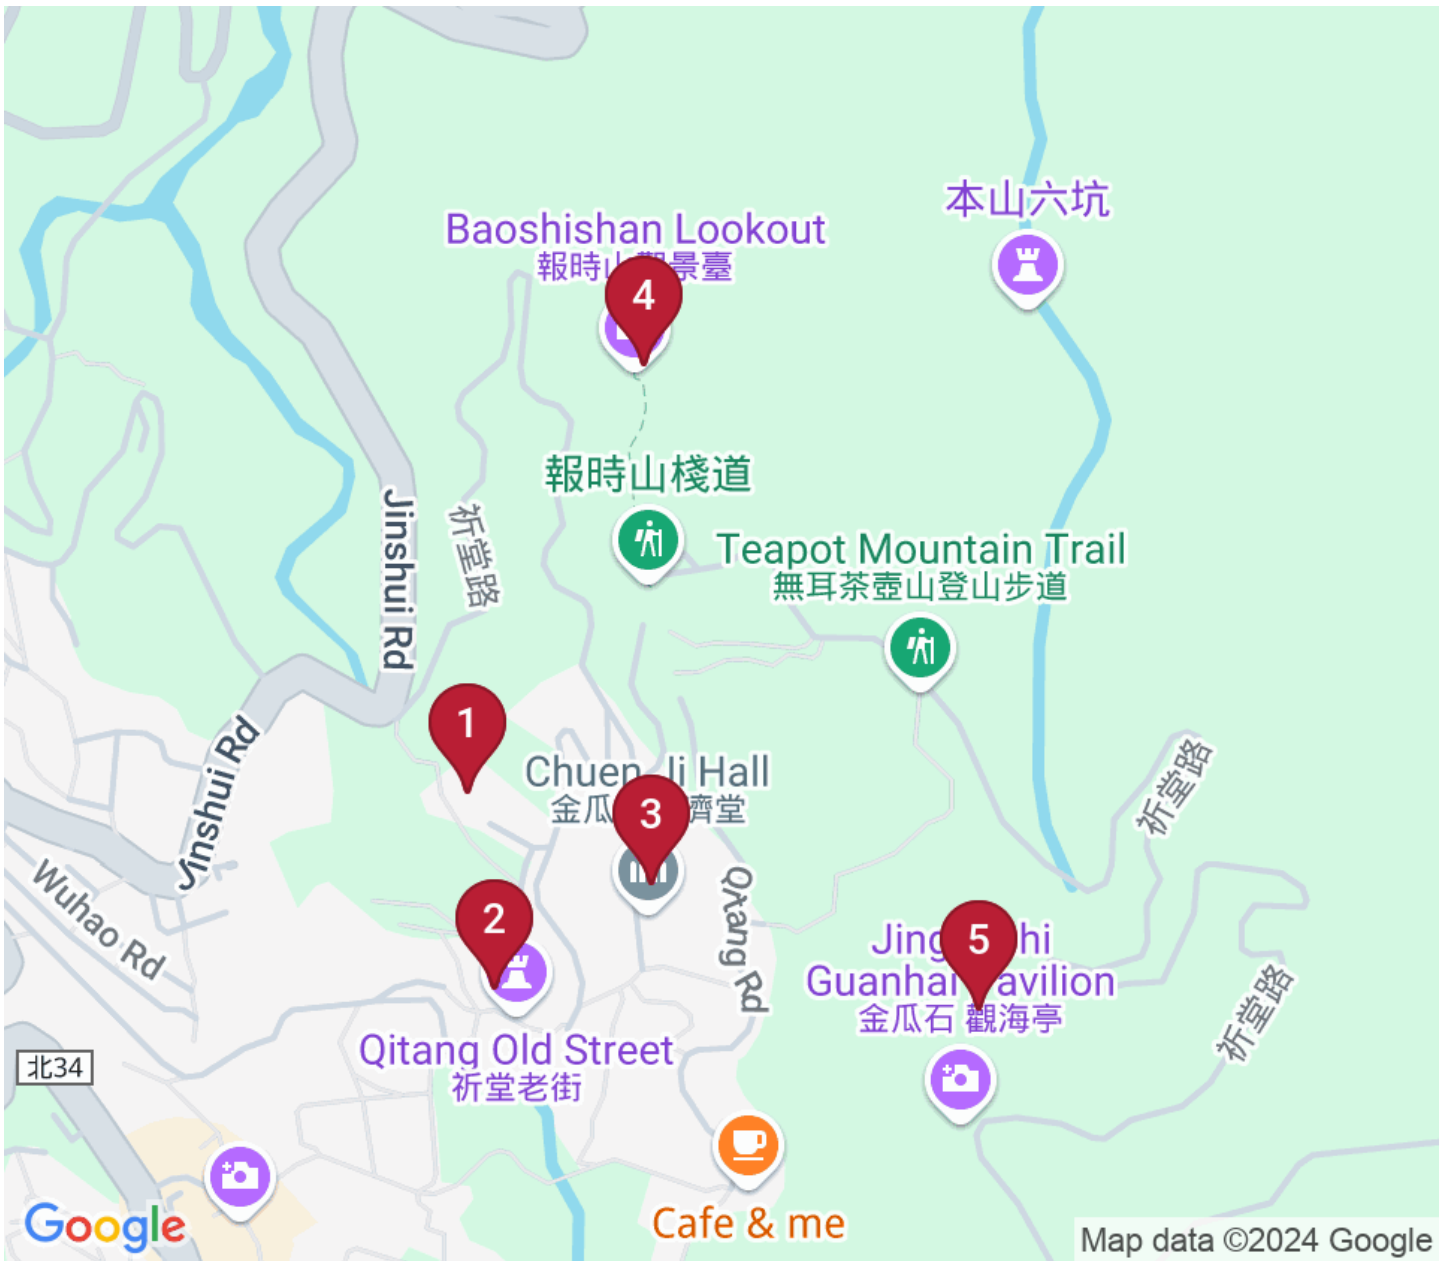 本山六坑
Baoshishan Lookout
報時山 景臺
4
報時山棧道
Jinshui Rd
祈堂路
Teapot Mountain Trail
無耳茶壺山登山步道
1
Jinshui Rd
祈堂路
Chuen Ji Hall
金瓜 濟堂
3
Wuhao Rd
2
Qitang Rd
5
Guanhai Pavilion
金瓜石 觀海亭
祈堂路
Qitang Old Street
祈堂老街
北34
Cafe & me
Google
Map data ©2024 Google